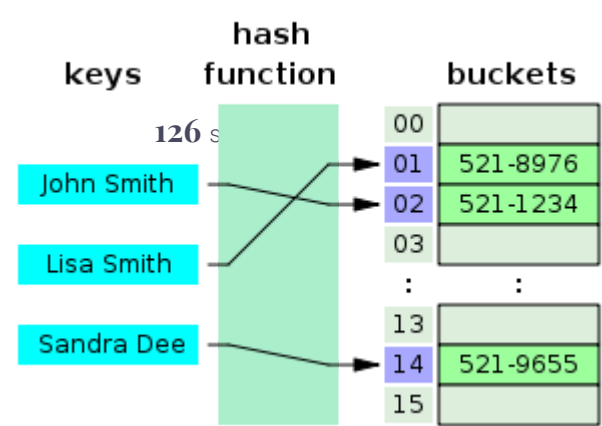 hash
keys function buckets
126 s
00
01 521-8976
John Smith
02 521-1234
03
Lisa Smith
: :
13
Sandra Dee
14 521-9655
15